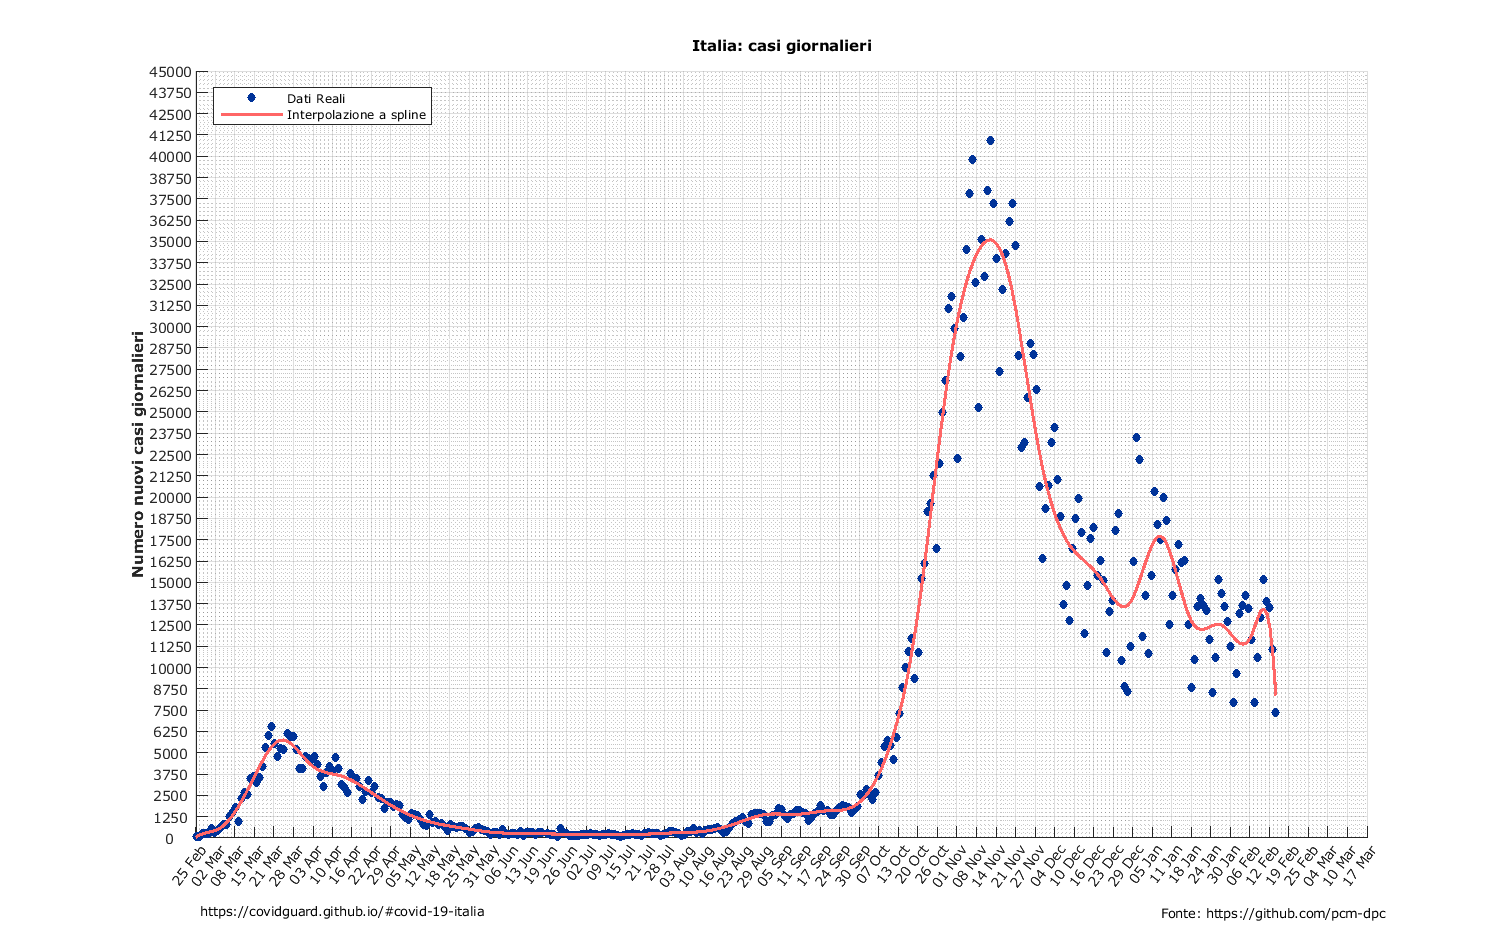 Italia: casi giornalieri
45000
43750
42500
41250
40000
38750
37500
36250
35000
33750
32500
31250
30000
28750
27500
26250
25000
23750
22500
21250
20000
18750
17500
16250
15000
13750
12500
11250
10000
8750
7500
6250
5000
3750
2500
1250
0
Dati Reali
Interpolazione a spline
Numero nuovi casi giornalieri
25 Feb
02 Mar
08 Mar
15 Mar
21 Mar
28 Mar
03 Apr
10 Apr
16 Apr
22 Apr
29 Apr
05 May
12 May
18 May
25 May
31 May
06 Jun
13 Jun
19 Jun
26 Jun
02 Jul
09 Jul
15 Jul
21 Jul
28 Jul
03 Aug
10 Aug
16 Aug
23 Aug
29 Aug
05 Sep
11 Sep
17 Sep
24 Sep
30 Sep
07 Oct
13 Oct
20 Oct
26 Oct
01 Nov
08 Nov
14 Nov
21 Nov
27 Nov
04 Dec
10 Dec
16 Dec
23 Dec
29 Dec
05 Jan
11 Jan
18 Jan
24 Jan
30 Jan
06 Feb
12 Feb
19 Feb
25 Feb
04 Mar
10 Mar
17 Mar
https://covidguard.github.io/#covid-19-italia
Fonte: https://github.com/pcm-dpc